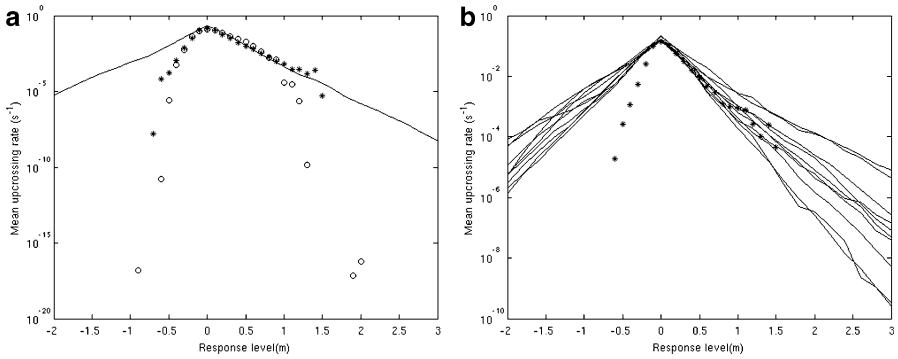 a
10^0
10^-5
10^-10
10^-15
10^-20
Mean upcrossing rate (s^-1)
-2 -1.5 -1 -0.5 0 0.5 1 1.5 2 2.5 3
Response level(m)
b
10^0
10^-2
10^-4
10^-6
10^-8
10^-10
Mean upcrossing rate (s^-1)
-2 -1.5 -1 -0.5 0 0.5 1 1.5 2 2.5 3
Response level(m)